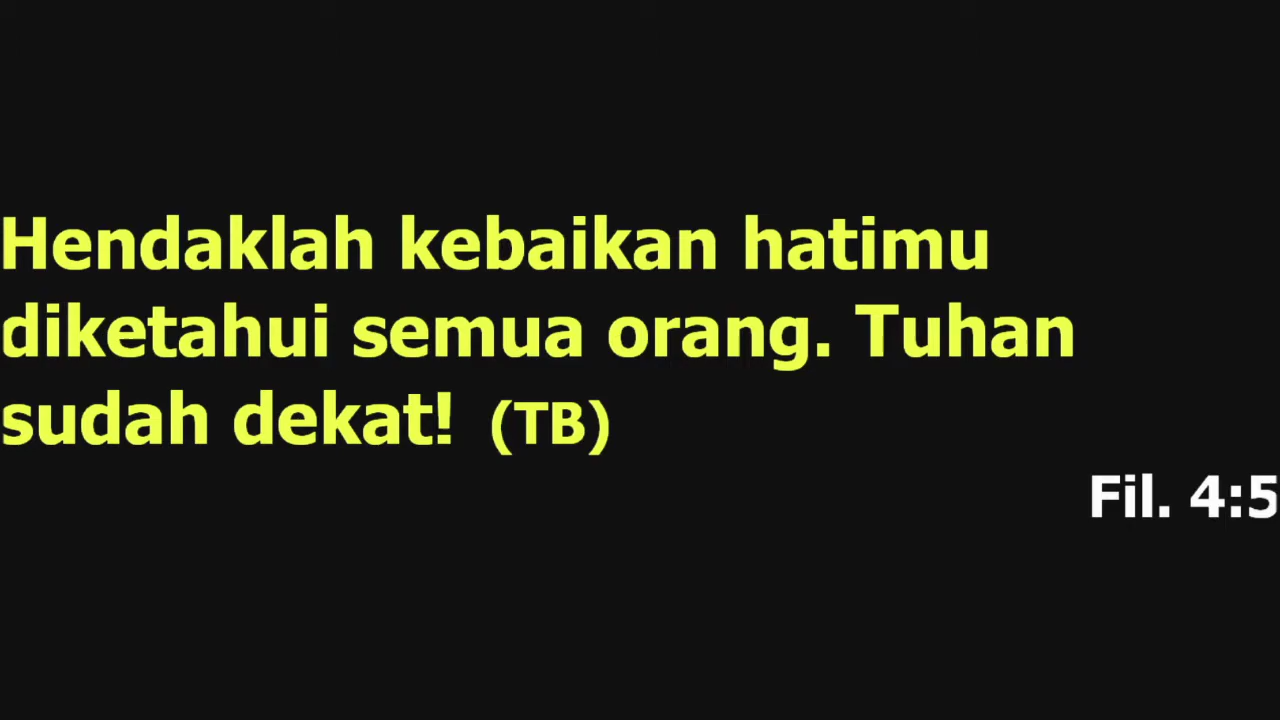 Hendaklah kebaikan hatimu
diketahui semua orang. Tuhan
sudah dekat! (TB)
Fil. 4:5